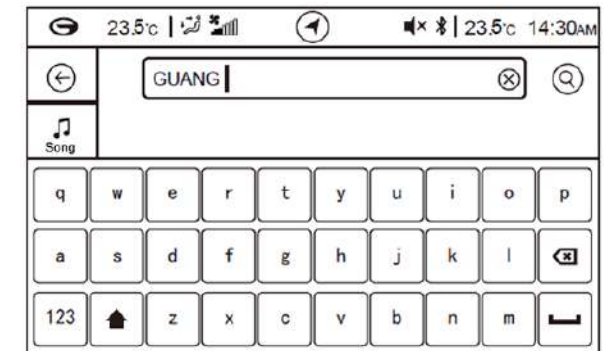 23.5°C 23.5°C 14:30AM
GUANG
Song
q w e r t y u i o p
a s d f g h j k l
123 z x c v b n m